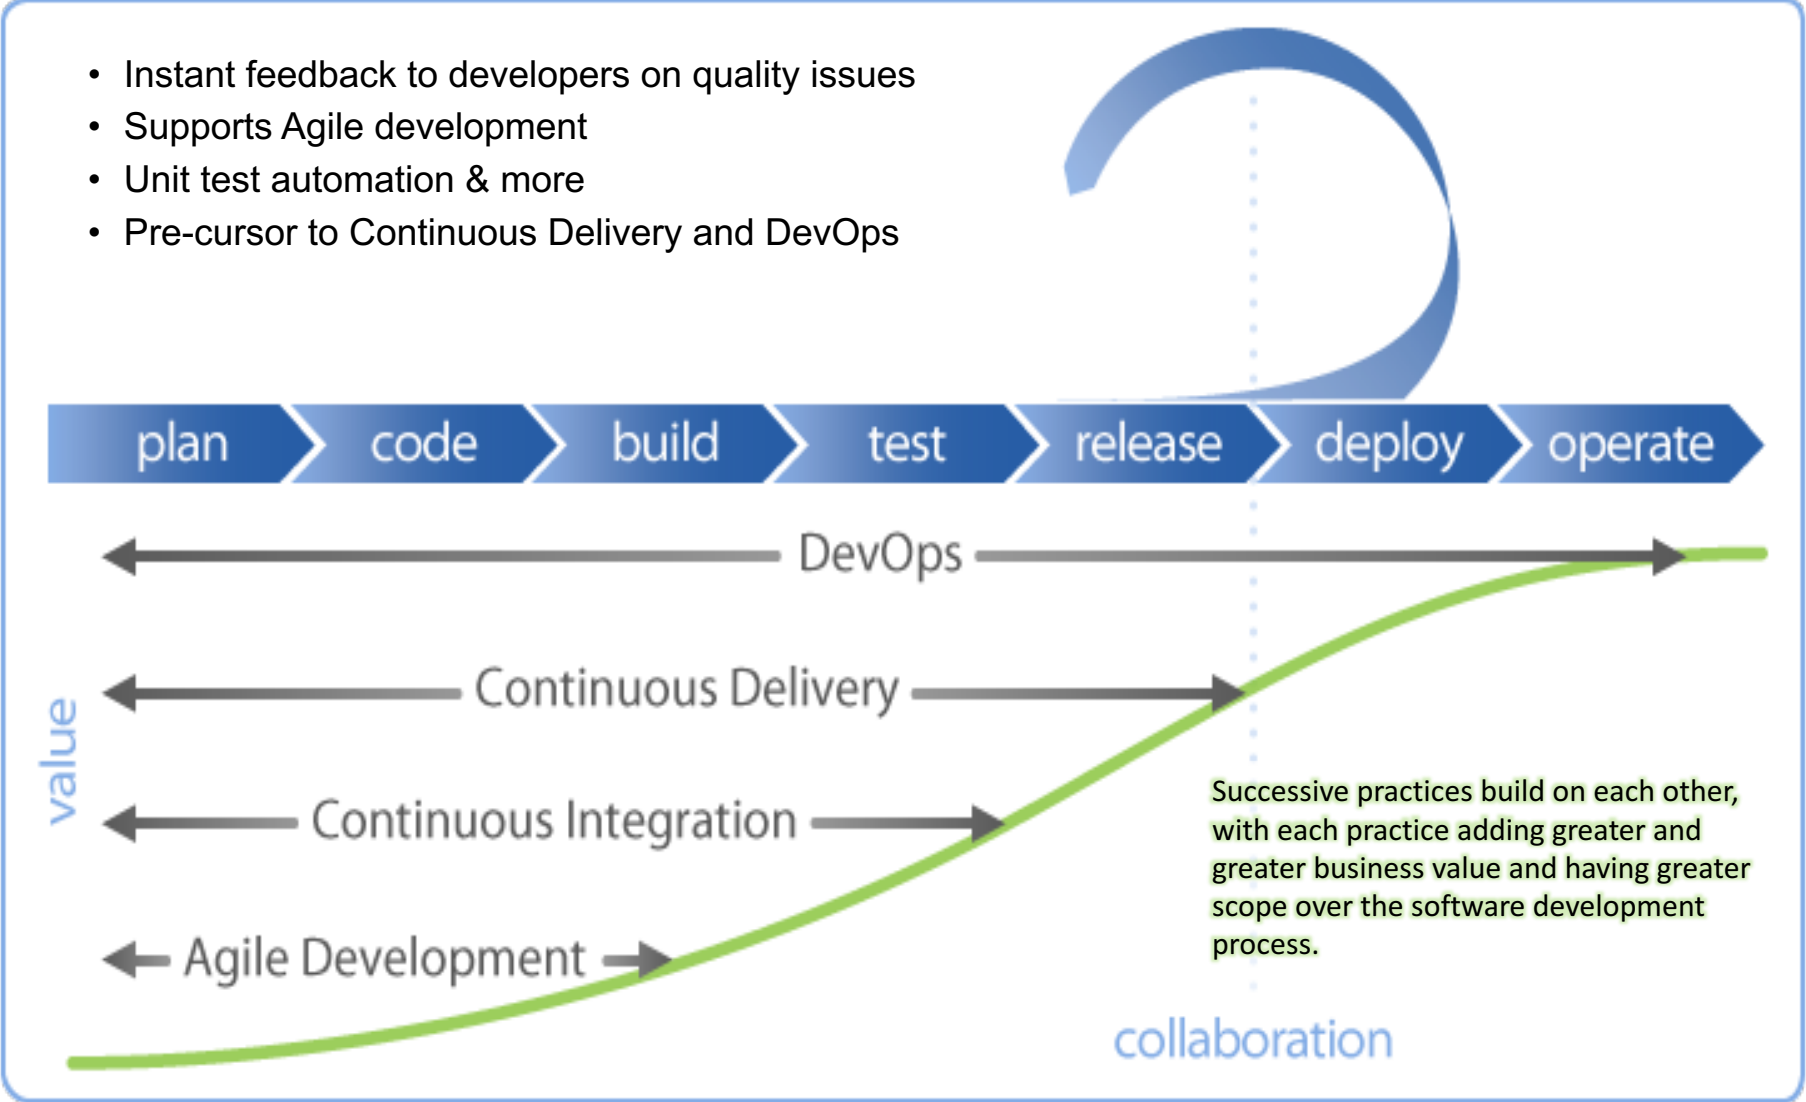 • Instant feedback to developers on quality issues
• Supports Agile development
• Unit test automation & more
• Pre-cursor to Continuous Delivery and DevOps
plan code build test release deploy operate
DevOps
Continuous Delivery
value
Continuous Integration
Successive practices build on each other,
with each practice adding greater and
greater business value and having greater
scope over the software development
process.
Agile Development
collaboration